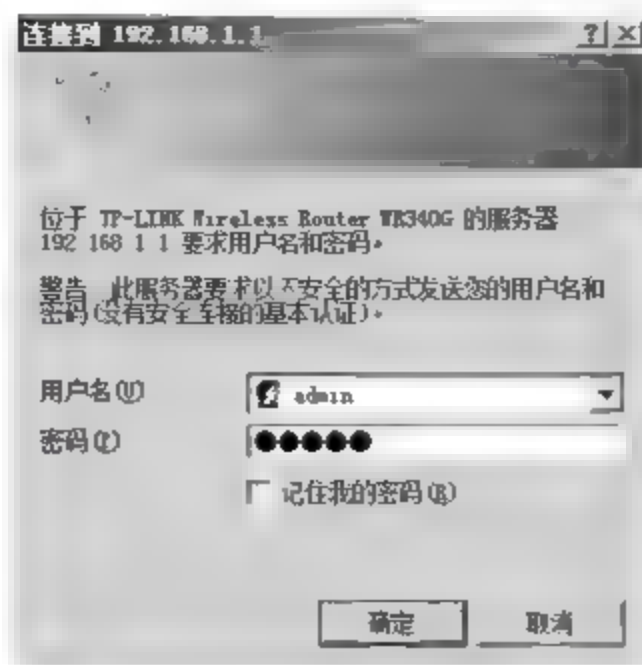 连接到 192.168.1.1
位于 TP-LINK Wireless Router WR340G 的服务器
192 168 1 1 要求用户名和密码。
警告 此服务器要求以不安全的方式发送您的用户名和
密码(没有安全连接的基本认证)。
用户名(U)
admin
密码(P)
记住我的密码(R)
确定
取消